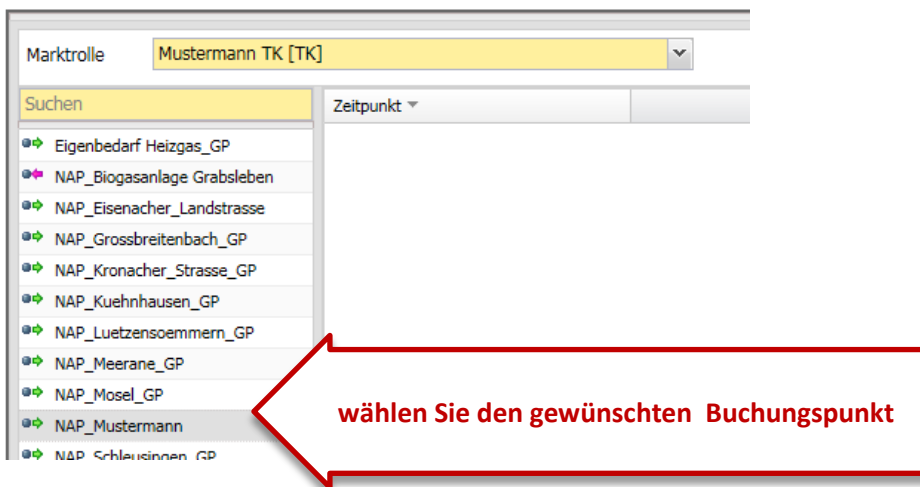 Marktrolle Mustermann TK [TK]
Suchen Zeitpunkt
Eigenbedarf Heizgas_GP
NAP_Biogasanlage Grabsleben
NAP_Eisenacher_Landstrasse
NAP_Grossbreitenbach_GP
NAP_Kronacher_Strasse_GP
NAP_Kuehnhausen_GP
NAP_Luetzensoemmern_GP
NAP_Meerane_GP
NAP_Mosel_GP
NAP_Mustermann
NAP_Schleusingen_GP
wählen Sie den gewünschten Buchungspunkt